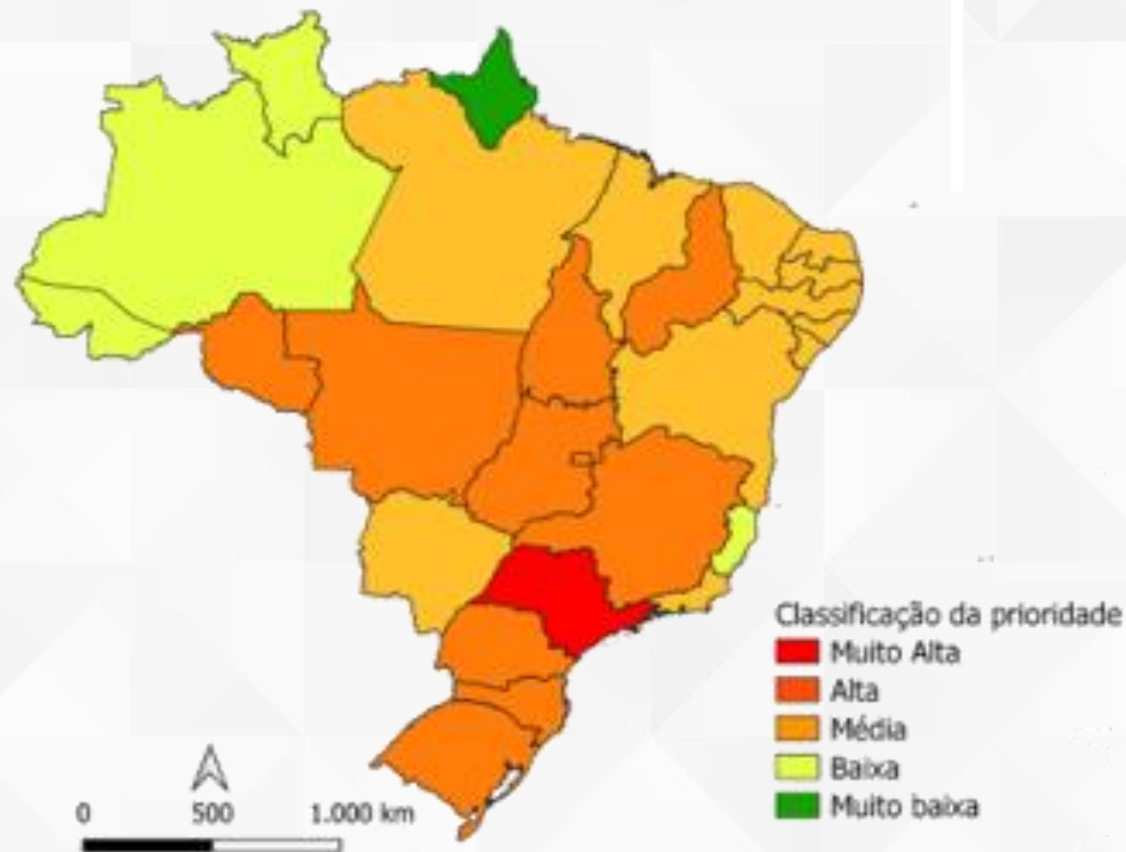 Classificação da prioridade
Muito Alta
Alta
Média
Baixa
Muito baixa
0 500 1.000 km